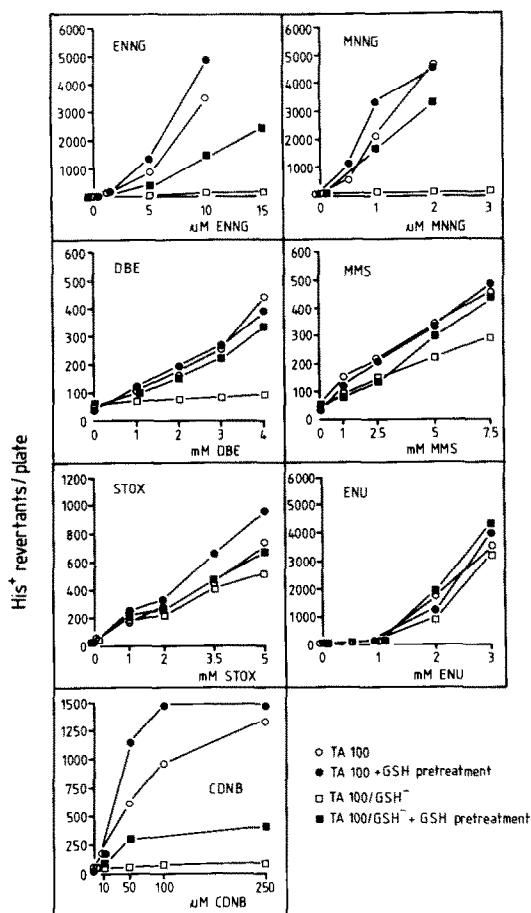 His+ revertants/plate
ENNG
6000
5000
4000
3000
2000
1000
0 5 10 15
µM ENNG
MNNG
6000
5000
4000
3000
2000
1000
0 1 2 3
µM MNNG
DBE
600
500
400
300
200
100
0
0 1 2 3 4
mM DBE
MMS
600
500
400
300
200
100
0
0 1 2.5 5 7.5
mM MMS
STOX
1200
1000
800
600
400
200
0
0 1 2 3.5 5
mM STOX
ENU
6000
5000
4000
3000
2000
1000
0
0 1 2 3
mM ENU
CDNB
1500
1250
1000
750
500
250
0
10 50 100 250
µM CDNB
○ TA 100
● TA 100 + GSH pretreatment
□ TA 100/GSH⁻
■ TA 100/GSH⁻ + GSH pretreatment